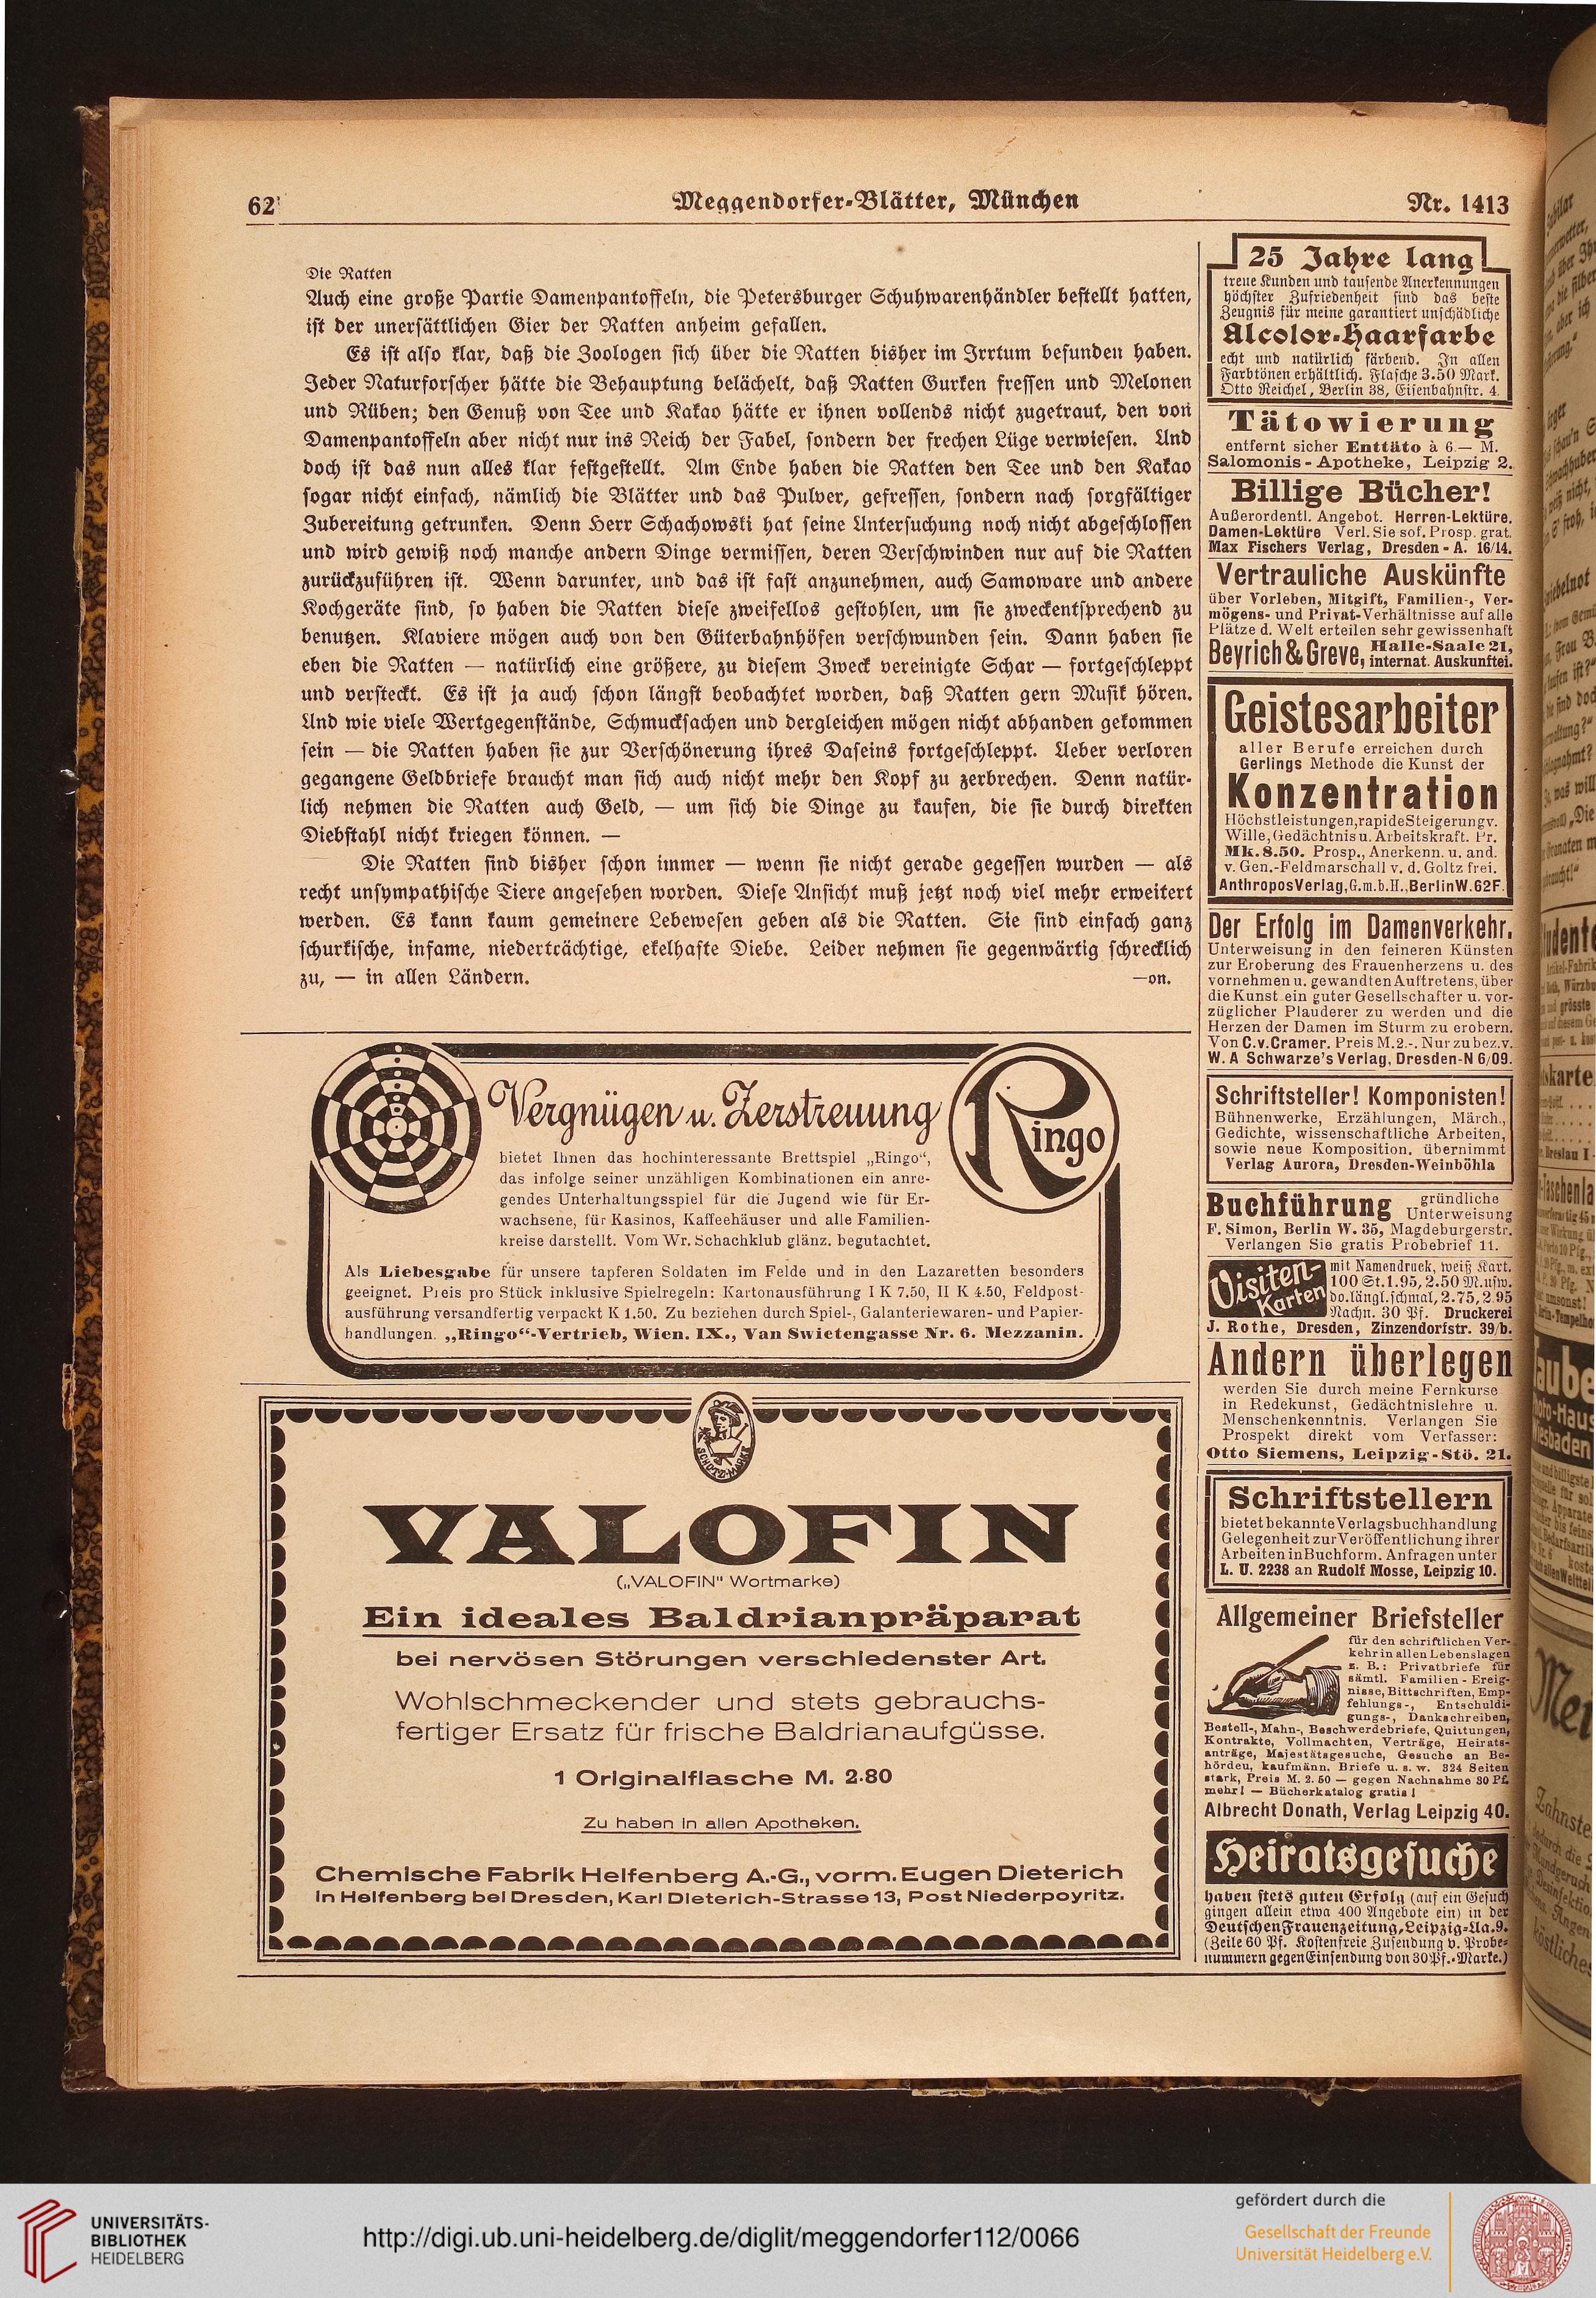 62
Meggendorfer-Blätter, München
Nr. 1413
Die Ratten
Auch eine große Partie Damenpantoffeln, die Petersburger Schuhwarenhändler bestellt hatten,
ist der unersättlichen Gier der Ratten anheim gefallen.
Es ist also klar, daß die Zoologen sich über die Ratten bisher im Irrtum befunden haben.
Jeder Naturforscher hätte die Behauptung belächelt, daß Ratten Gurken fressen und Melonen
und Rüben; den Genuß von Tee und Kakao hätte er ihnen vollends nicht zugetraut, den von
Damenpantoffeln aber nicht nur ins Reich der Fabel, sondern der frechen Lüge verwiesen. Und
doch ist das nun alles klar festgestellt. Am Ende haben die Ratten den Tee und den Kakao
sogar nicht einfach, nämlich die Blätter und das Pulver, gefressen, sondern nach sorgfältiger
Zubereitung getrunken. Denn Herr Schachowski hat seine Untersuchung noch nicht abgeschlossen
und wird gewiß noch manche andern Dinge vermissen, deren Verschwinden nur auf die Ratten
zurückzuführen ist. Wenn darunter, und das ist fast anzunehmen, auch Samoware und andere
Kochgeräte sind, so haben die Ratten diese zweifellos gestohlen, um sie zweckentsprechend zu
benutzen. Klaviere mögen auch von den Güterbahnhöfen verschwunden sein. Dann haben sie
eben die Ratten — natürlich eine größere, zu diesem Zweck vereinigte Schar — fortgeschleppt
und versteckt. Es ist ja auch schon längst beobachtet worden, daß Ratten gern Musik hören.
Und wie viele Wertgegenstände, Schmucksachen und dergleichen mögen nicht abhanden gekommen
sein — die Ratten haben sie zur Verschönerung ihres Daseins fortgeschleppt. Ueber verloren
gegangene Geldbriefe braucht man sich auch nicht mehr den Kopf zu zerbrechen. Denn natür-
lich nehmen die Ratten auch Geld, — um sich die Dinge zu kaufen, die sie durch direkten
Diebstahl nicht kriegen können. —
Die Ratten sind bisher schon immer — wenn sie nicht gerade gegessen wurden — als
recht unsympathische Tiere angesehen worden. Diese Ansicht muß jetzt noch viel mehr erweitert
werden. Es kann kaum gemeinere Lebewesen geben als die Ratten. Sie sind einfach ganz
schurkische, infame, niederträchtige, ekelhafte Diebe. Leider nehmen sie gegenwärtig schrecklich
zu, — in allen Ländern. —on.
Vergnügen u. Zerstreuung
Ringo
bietet Ihnen das hochinteressante Brettspiel „Ringo“,
das infolge seiner unzähligen Kombinationen ein anre-
gendes Unterhaltungsspiel für die Jugend wie für Er-
wachsene, für Kasinos, Kaffeehäuser und alle Familien-
kreise darstellt. Vom Wr. Schachklub glänz. begutachtet.
Als Liebesgabe für unsere tapferen Soldaten im Felde und in den Lazaretten besonders
geeignet. Preis pro Stück inklusive Spielregeln: Kartonausführung I K 7.50, II K 4.50, Feldpost-
ausführung versandfertig verpackt K 1.50. Zu beziehen durch Spiel-, Galanteriewaren- und Papier-
handlungen. „Ringo“-Vertrieb, Wien. IX., Van Swietengasse Nr. 6. Mezzanin.
SCHUTZ-MARKE
VALOFIN
(„VALOFIN" Wortmarke)
Ein ideales Baldrianpräparat
bei nervösen Störungen verschiedenster Art.
Wohlschmeckender und stets gebrauchs-
fertiger Ersatz für frische Baldrianaufgüsse.
1 Originalflasche M. 2.80
Zu haben in allen Apotheken.
Chemische Fabrik Helfenberg A.-G., vorm. Eugen Dieterich
in Helfenberg bei Dresden, Karl Dieterich-Strasse 13, Post Niederpoyritz.
25 Jahre lang
treue Kunden und tausende Anerkennungen
höchster Zufriedenheit sind das beste
Zeugnis für meine garantiert unschädliche
Alcolor-Haarfarbe
echt und natürlich färbend. In allen
Farbtönen erhältlich. Flasche 3.50 Mark.
Otto Reichel, Berlin 38, Eisenbahnstr. 4.
Tätowierung
entfernt sicher Enttäto à 6.— M.
Salomonis-Apotheke, Leipzig 2.
Billige Bücher!
Außerordentl. Angebot. Herren-Lektüre.
Damen-Lektüre Verl. Sie sof. Prosp. grat.
Max Fischers Verlag, Dresden-A. 16/14.
Vertrauliche Auskünfte
über Vorleben, Mitgift, Familien-, Ver-
mögens- und Privat-Verhältnisse auf alle
Plätze d. Welt erteilen sehr gewissenhaft
Beyrich & Greve, Halle-Saale 21,
internat. Auskunftei.
Geistesarbeiter
aller Berufe erreichen durch
Gerlings Methode die Kunst der
Konzentration
Höchstleistungen, rapide Steigerung v.
Wille, Gedächtnis u. Arbeitskraft. Pr.
Mk. 8.50. Prosp., Anerkenn. u. and.
v. Gen.-Feldmarschall v. d. Goltz frei.
Anthropos Verlag, G.m.b.H., Berlin W. 62F.
Der Erfolg im Damenverkehr.
Unterweisung in den feineren Künsten
zur Eroberung des Frauenherzens u. des
vornehmen u. gewandten Auftretens, über
die Kunst ein guter Gesellschafter u. vor-
züglicher Plauderer zu werden und die
Herzen der Damen im Sturm zu erobern.
Von C. v. Cramer. Preis M. 2.-. Nur zu bez. v.
W. A Schwarze's Verlag, Dresden-N 6/09.
Schriftsteller! Komponisten!
Bühnenwerke, Erzählungen, Märch.,
Gedichte, wissenschaftliche Arbeiten,
sowie neue Komposition. übernimmt
Verlag Aurora, Dresden-Weinböhla
Buchführung gründliche
Unterweisung
F. Simon, Berlin W. 35, Magdeburgerstr.
Verlangen Sie gratis Probebrief 11.
Visiten-Karten
mit Namendruck, weiß Kart.
100 St. 1.95, 2.50 M. usw.
do. längl. schmal, 2.75, 2.95
Nachn. 30 Pf. Druckerei
J. Rothe, Dresden, Zinzendorfstr. 39/b.
Andern überlegen
werden Sie durch meine Fernkurse
in Redekunst, Gedächtnislehre u.
Menschenkenntnis. Verlangen Sie
Prospekt direkt vom Verfasser:
Otto Siemens, Leipzig-Stö. 21.
Schriftstellern
bietet bekannte Verlagsbuchhandlung
Gelegenheit zur Veröffentlichung ihrer
Arbeiten in Buchform. Anfragen unter
L. U. 2238 an Rudolf Mosse, Leipzig 10.
Allgemeiner Briefsteller
für den schriftlichen Ver-
kehr in allen Lebenslagen
z. B.: Privatbriefe für
sämtl. Familien-Ereig-
nisse, Bittschriften, Emp-
fehlungs-, Entschuldi-
gungs-, Dankschreiben,
Bestell-, Mahn-, Beschwerdebriefe, Quittungen,
Kontrakte, Vollmachten, Verträge, Heirats-
anträge, Majestätsgesuche, Gesuche an Be-
hörden, kaufmänn. Briefe u. s. w. 324 Seiten
stark, Preis M. 2.50 — gegen Nachnahme 30 Pf.
mehr! — Bücherkatalog gratis!
Albrecht Donath, Verlag Leipzig 40.
Heiratsgesuche
haben stets guten Erfolg (auf ein Gesuch
gingen allein etwa 400 Angebote ein) in der
Deutschen Frauenzeitung, Leipzig-Ua. 9.
(Zeile 60 Pf. Kostenfreie Zusendung v. Probe-
nummern gegen Einsendung von 30 Pf.-Marke.)
UNIVERSITÄTS-
BIBLIOTHEK
HEIDELBERG
http://digi.ub.uni-heidelberg.de/diglit/meggendorfer112/0066
gefördert durch die
Gesellschaft der Freunde
Universität Heidelberg e.V.